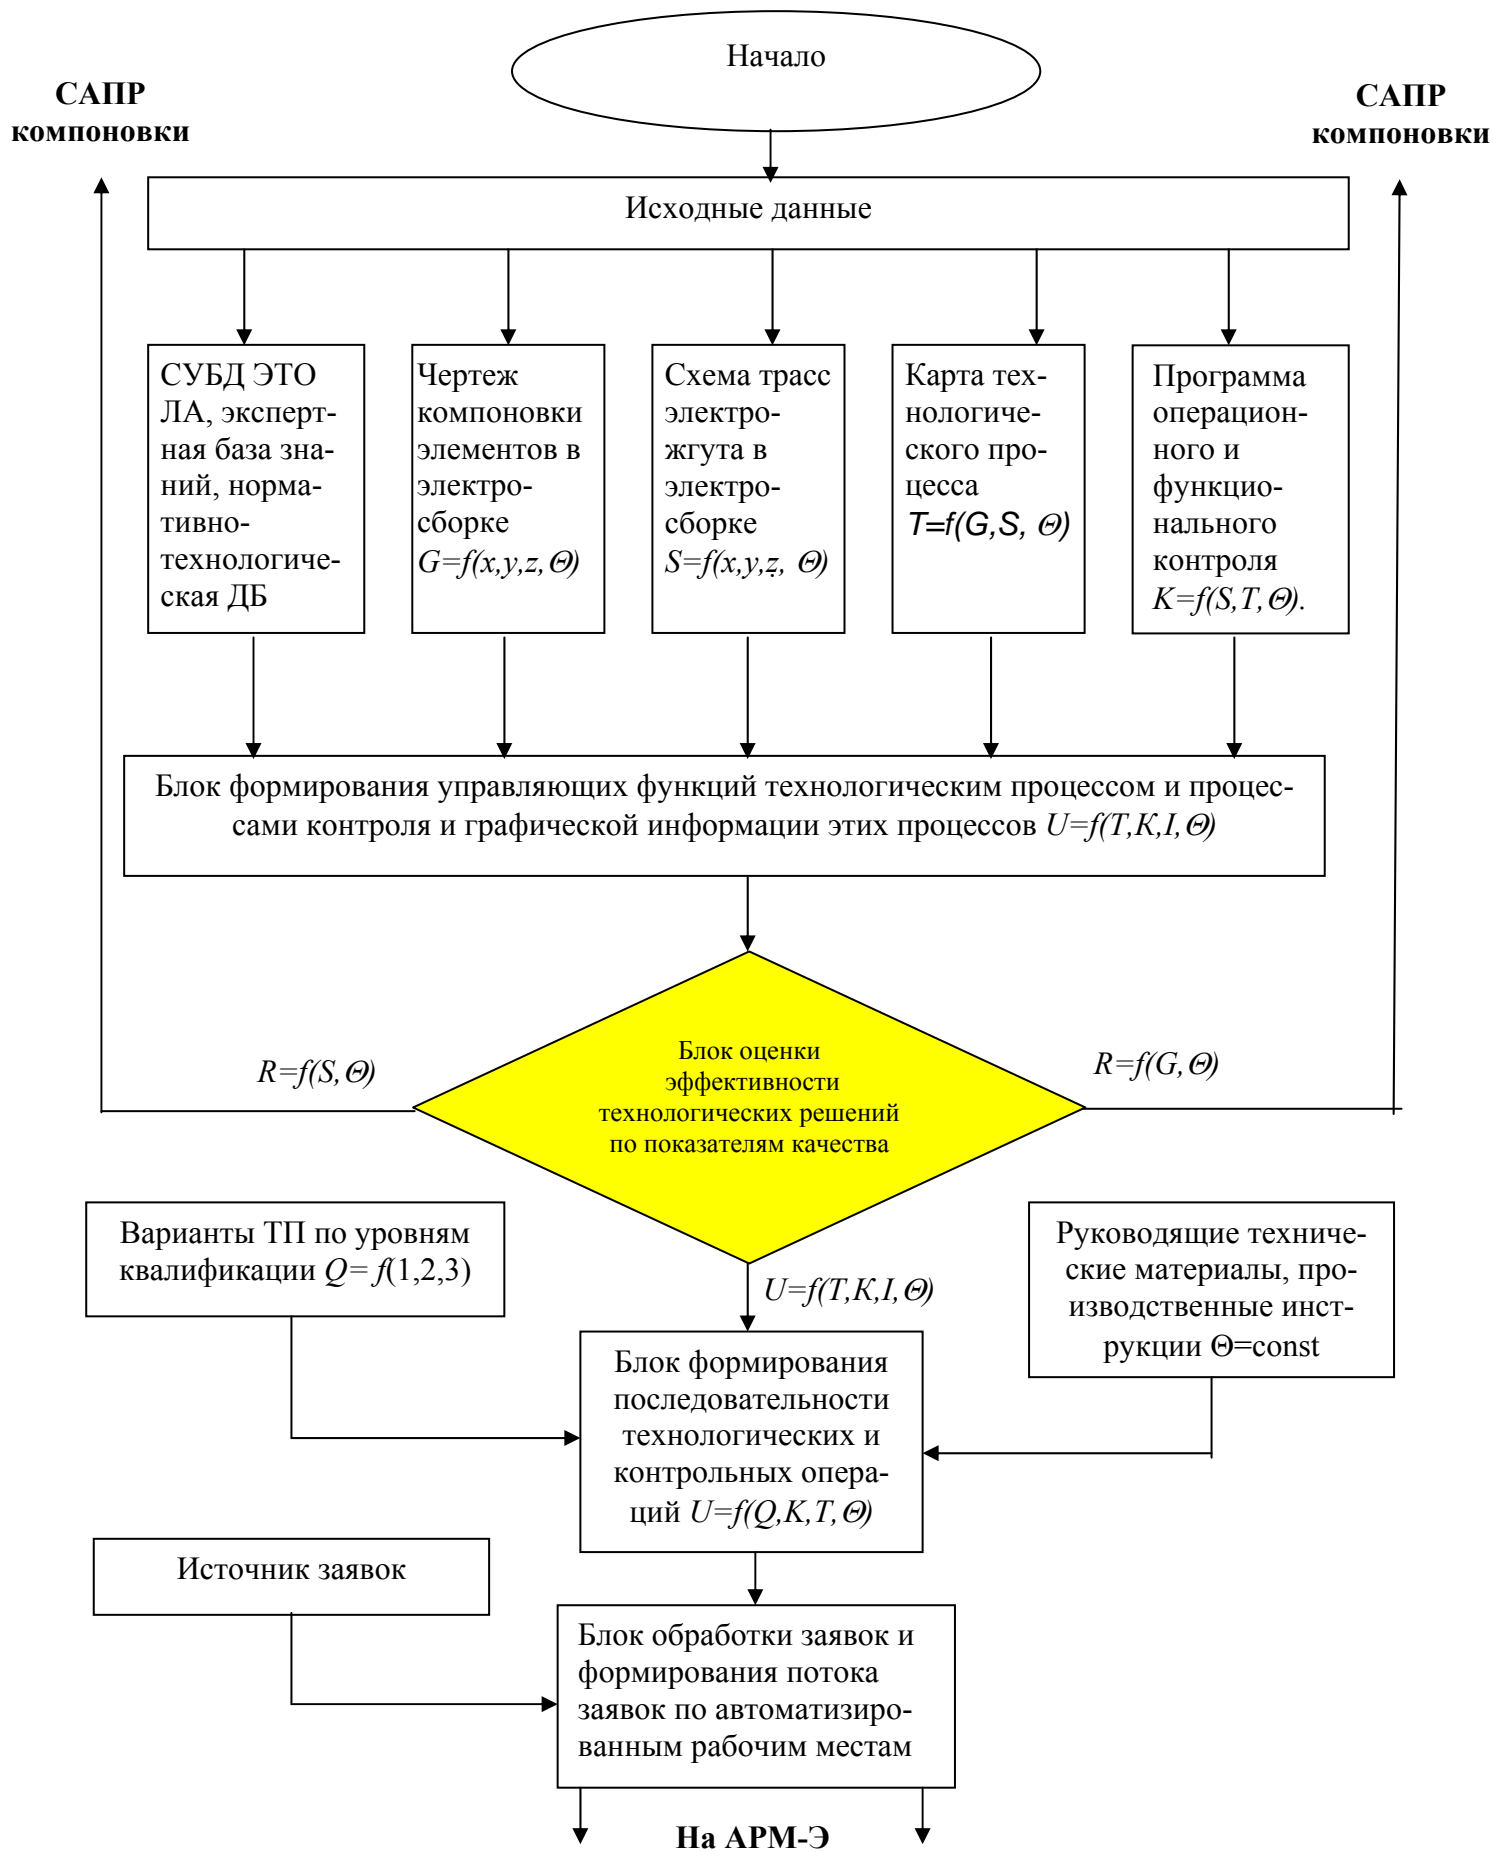 Начало
САПР
компоновки
САПР
компоновки
Исходные данные
СУБД ЭТО
ЛА, эксперт-
ная база зна-
ний, норма-
тивно-
технологиче-
ская ДБ
Чертеж
компоновки
элементов в
электро-
сборке
G=f(x,y,z,Θ)
Схема трасс
электро-
жгута в
электро-
сборке
S=f(x,y,z, Θ)
Карта тех-
нологиче-
ского про-
цесса
T=f(G,S, Θ)
Программа
операцион-
ного и
функцио-
нального
контроля
K=f(S,T,Θ).
Блок формирования управляющих функций технологическим процессом и процес-
сами контроля и графической информации этих процессов U=f(T,K,I,Θ)
R=f(S,Θ)
Блок оценки
эффективности
технологических решений
по показателям качества
R=f(G,Θ)
Варианты ТП по уровням
квалификации Q= f(1,2,3)
U=f(T,K,I,Θ)
Руководящие техниче-
ские материалы, про-
изводственные инст-
рукции Θ=const
Блок формирования
последовательности
технологических и
контрольных опера-
ций U=f(Q,K,T,Θ)
Источник заявок
Блок обработки заявок и
формирования потока
заявок по автоматизиро-
ванным рабочим местам
На АРМ-Э